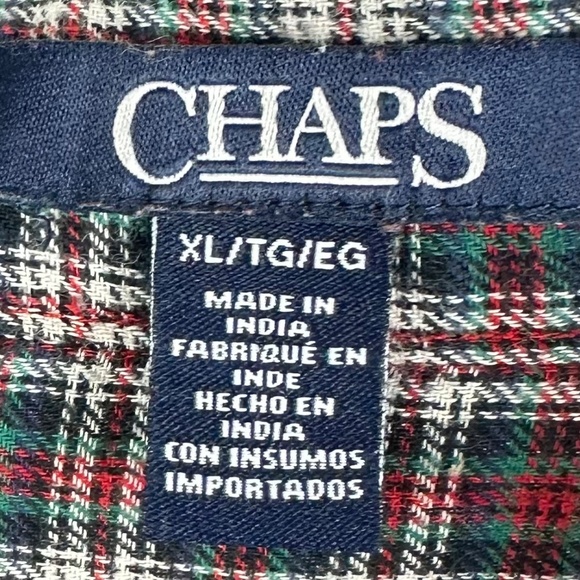 CHAPS
XL/TG/EG
MADE IN
INDIA
FABRIQUÉ EN
INDE
HECHO EN
INDIA
CON INSUMOS
IMPORTADOS